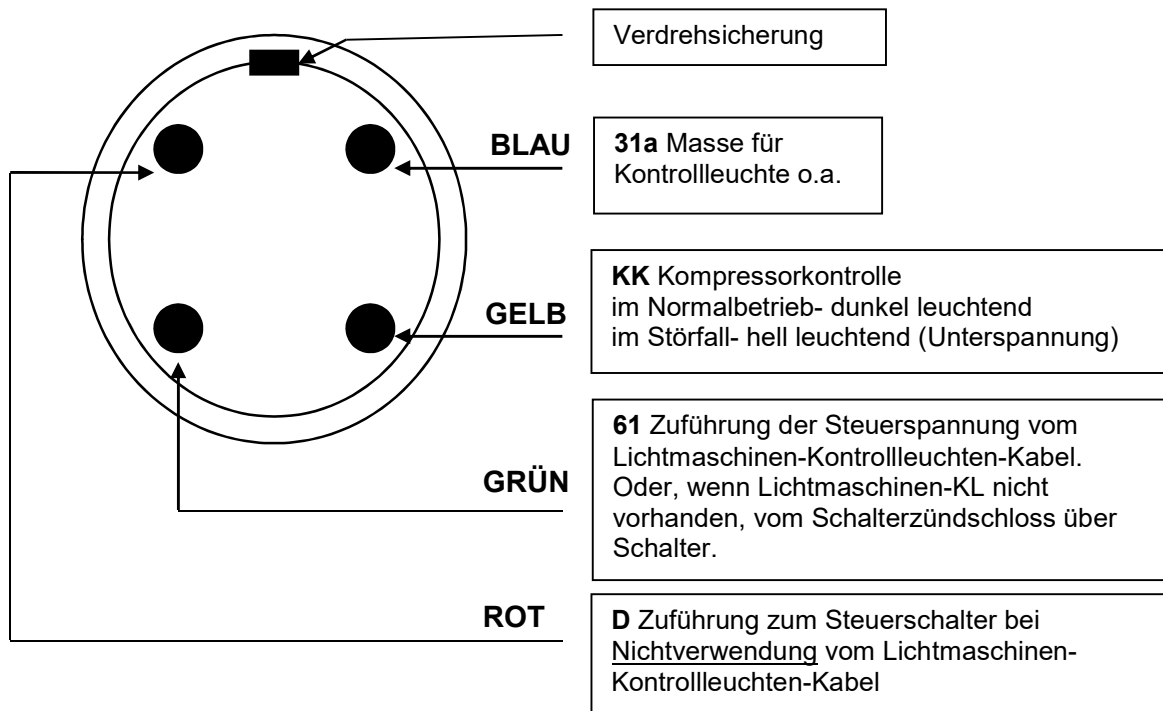 Verdrehsicherung
BLAU
31a Masse für
Kontrollleuchte o.a.
GELB
KK Kompressorkontrolle
im Normalbetrieb- dunkel leuchtend
im Störfall- hell leuchtend (Unterspannung)
GRÜN
61 Zuführung der Steuerspannung vom
Lichtmaschinen-Kontrollleuchten-Kabel.
Oder, wenn Lichtmaschinen-KL nicht
vorhanden, vom Schalterzündschloss über
Schalter.
ROT
D Zuführung zum Steuerschalter bei
Nichtverwendung vom Lichtmaschinen-
Kontrollleuchten-Kabel